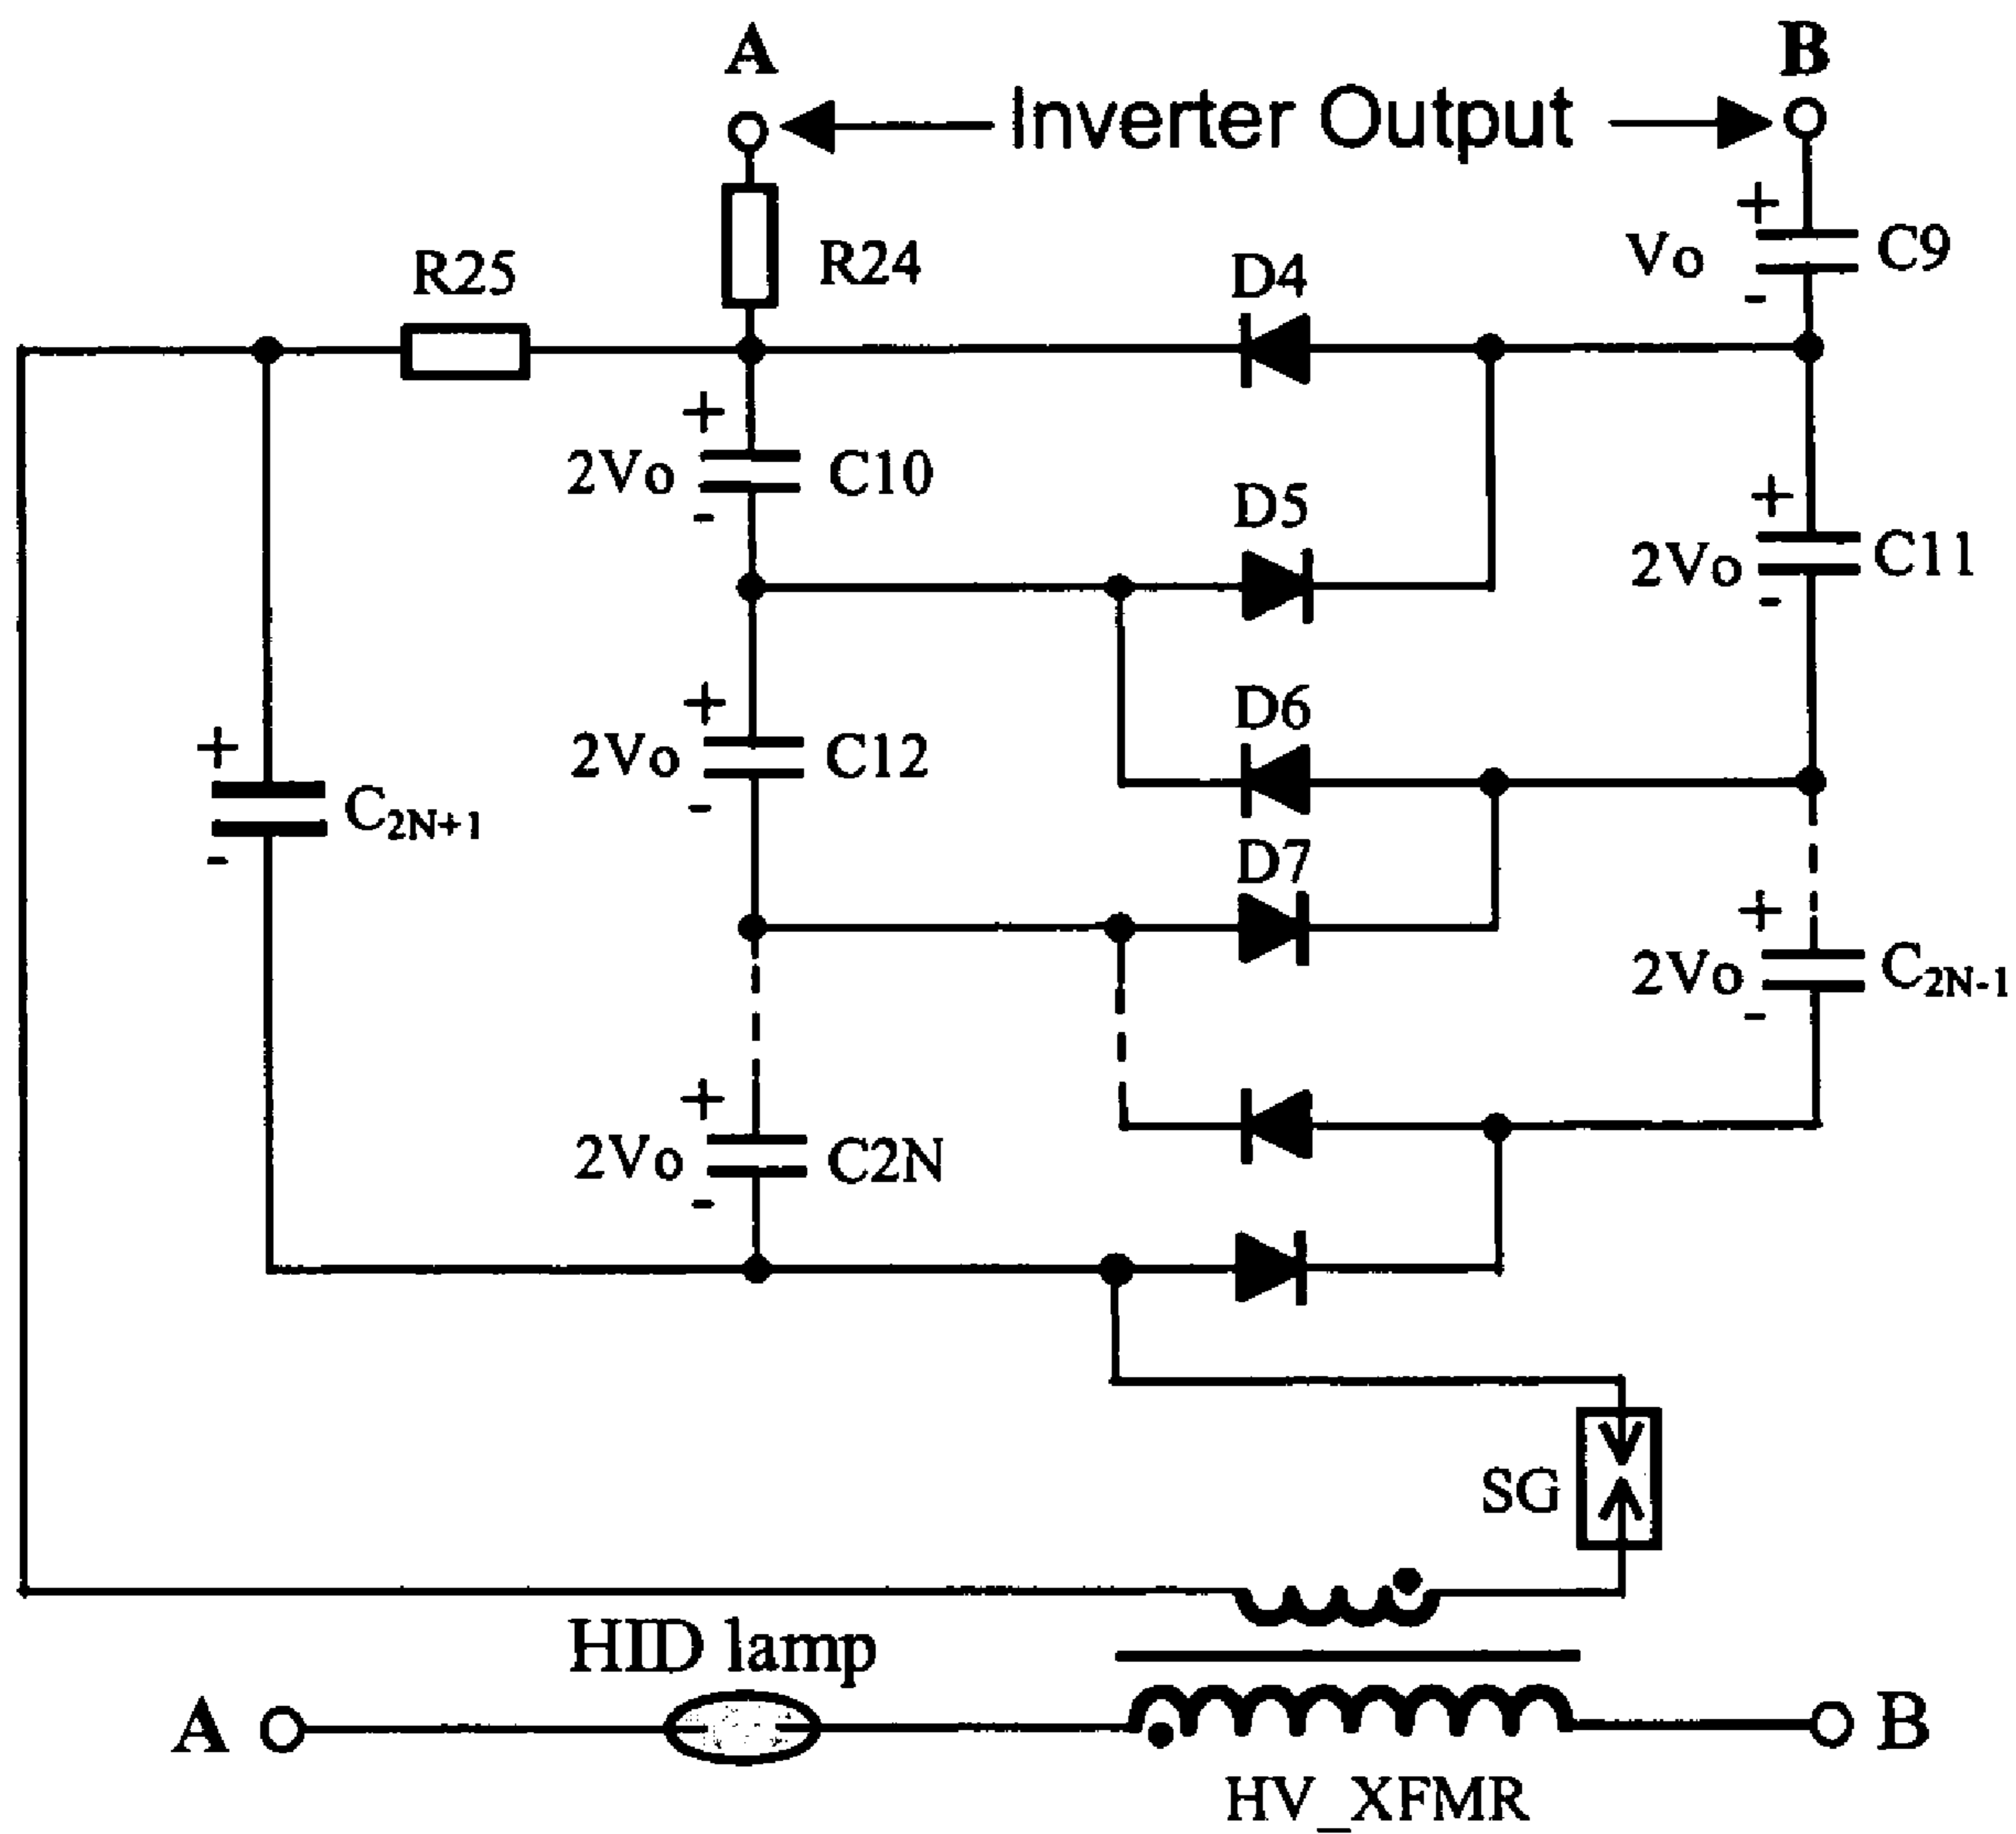 A B
Inverter Output
+
R25 R24 D4 Vo C9
-
+
2Vo C10
-
D5
+
2Vo C11
-
+
2Vo C12
-
D6
+
C2N+1
-
D7
+
2Vo C2N-1
-
+
2Vo C2N
-
SG
HID lamp
A B
HV_XFMR